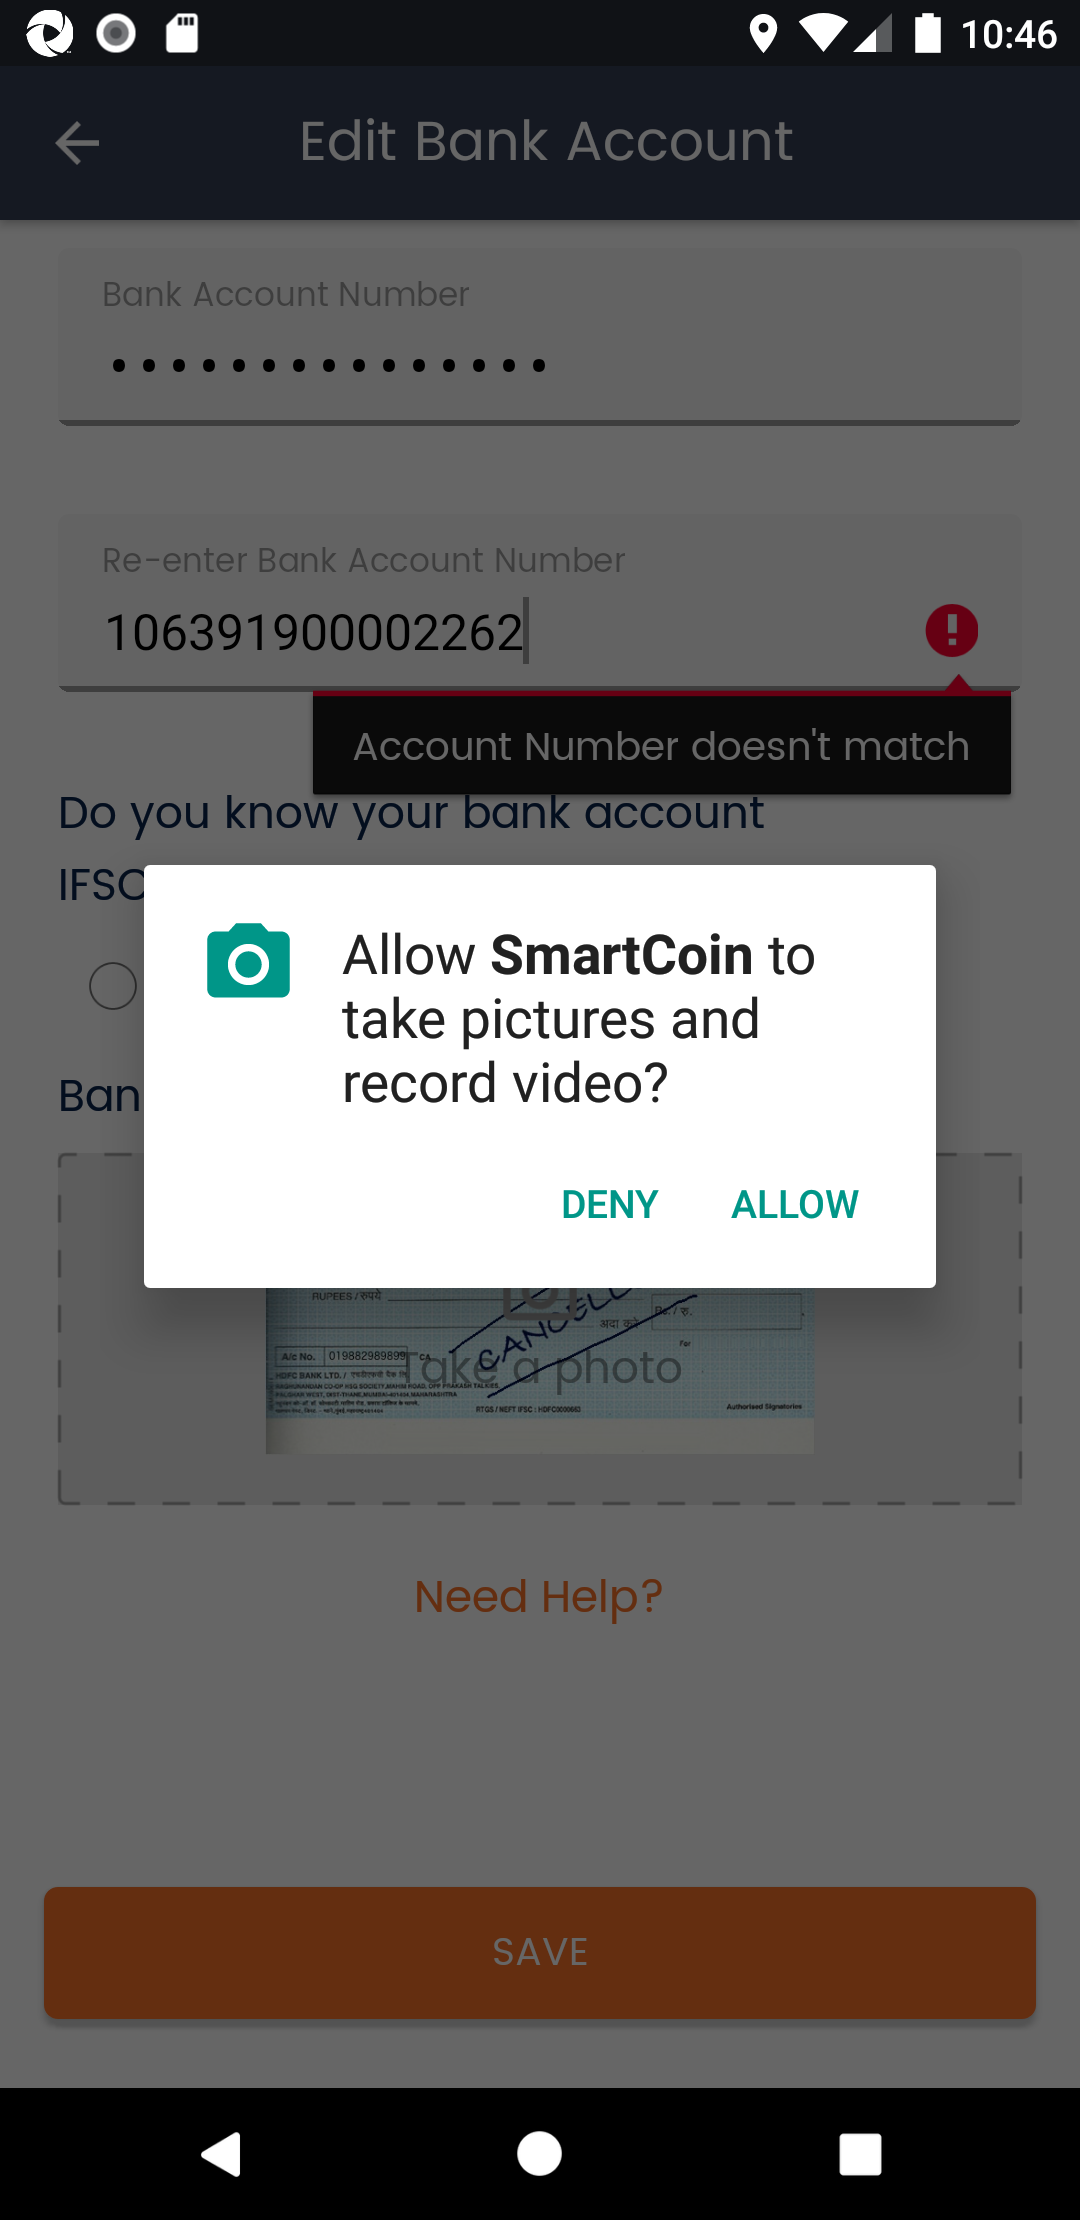 10:46
Edit Bank Account
Bank Account Number
•••••••••••••••
Re-enter Bank Account Number
106391900002262
Account Number doesn't match
Do you know your bank account
IFSC
Allow SmartCoin to
take pictures and
record video?
Ban
DENY ALLOW
RUPEES / रुपये
अदा करें Rs. / रु.
CANCELL
For
A/c No. 019882989899 CA
Take a photo
HDFC BANK LTD.
RTGS / NEFT IFSC : HDFC0000660
Authorised Signatories
Need Help?
SAVE